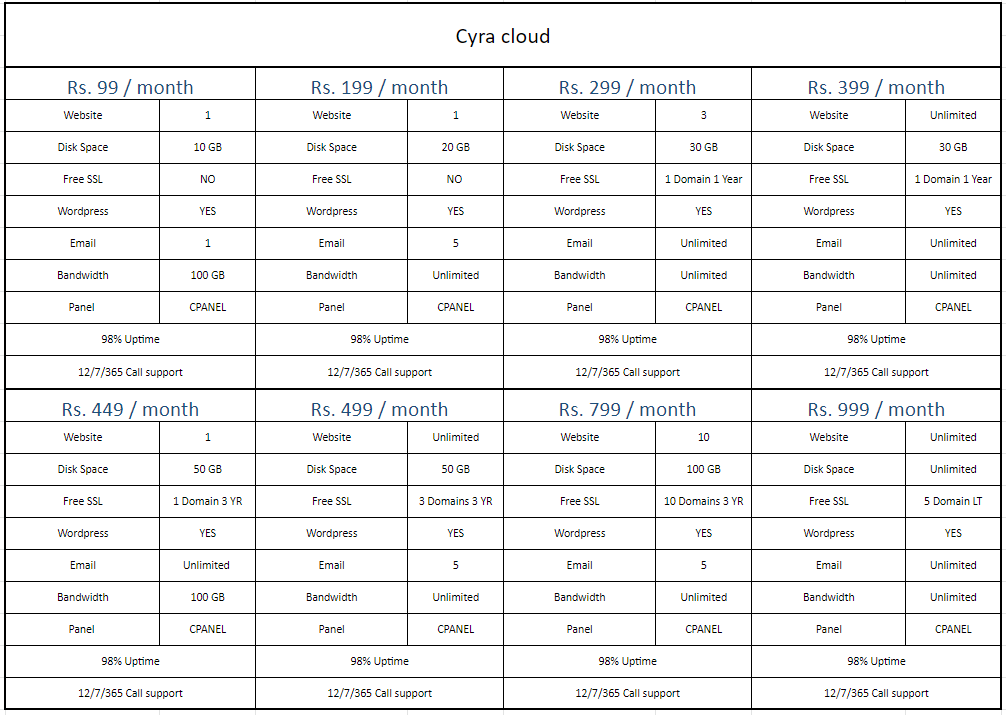 Cyra cloud
Rs. 99 / month Rs. 199 / month Rs. 299 / month Rs. 399 / month
Website 1 Website 1 Website 3 Website Unlimited
Disk Space 10 GB Disk Space 20 GB Disk Space 30 GB Disk Space 30 GB
Free SSL NO Free SSL NO Free SSL 1 Domain 1 Year Free SSL 1 Domain 1 Year
Wordpress YES Wordpress YES Wordpress YES Wordpress YES
Email 1 Email 5 Email Unlimited Email Unlimited
Bandwidth 100 GB Bandwidth Unlimited Bandwidth Unlimited Bandwidth Unlimited
Panel CPANEL Panel CPANEL Panel CPANEL Panel CPANEL
98% Uptime 98% Uptime 98% Uptime 98% Uptime
12/7/365 Call support 12/7/365 Call support 12/7/365 Call support 12/7/365 Call support
Rs. 449 / month Rs. 499 / month Rs. 799 / month Rs. 999 / month
Website 1 Website Unlimited Website 10 Website Unlimited
Disk Space 50 GB Disk Space 50 GB Disk Space 100 GB Disk Space Unlimited
Free SSL 1 Domain 3 YR Free SSL 3 Domains 3 YR Free SSL 10 Domains 3 YR Free SSL 5 Domain LT
Wordpress YES Wordpress YES Wordpress YES Wordpress YES
Email Unlimited Email 5 Email 5 Email Unlimited
Bandwidth 100 GB Bandwidth Unlimited Bandwidth Unlimited Bandwidth Unlimited
Panel CPANEL Panel CPANEL Panel CPANEL Panel CPANEL
98% Uptime 98% Uptime 98% Uptime 98% Uptime
12/7/365 Call support 12/7/365 Call support 12/7/365 Call support 12/7/365 Call support